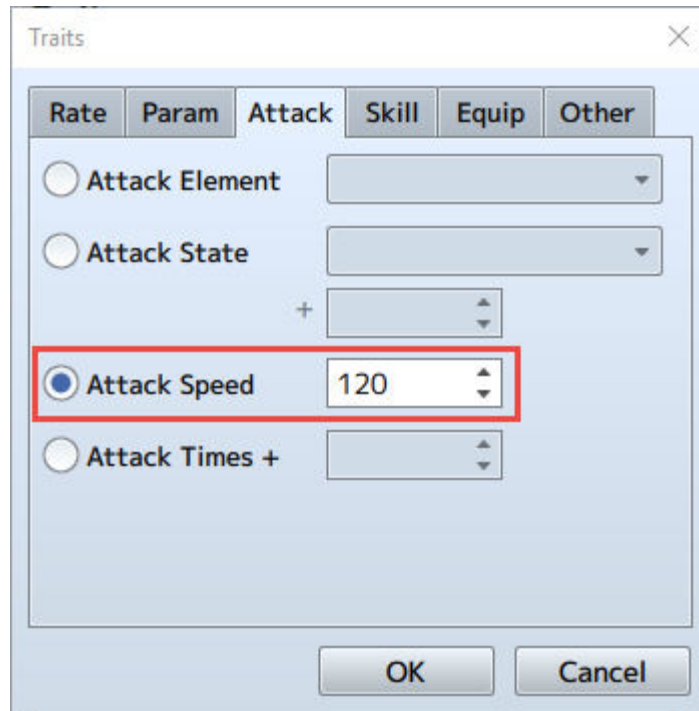 Traits
Rate Param Attack Skill Equip Other
Attack Element
Attack State
+
Attack Speed 120
Attack Times +
OK Cancel